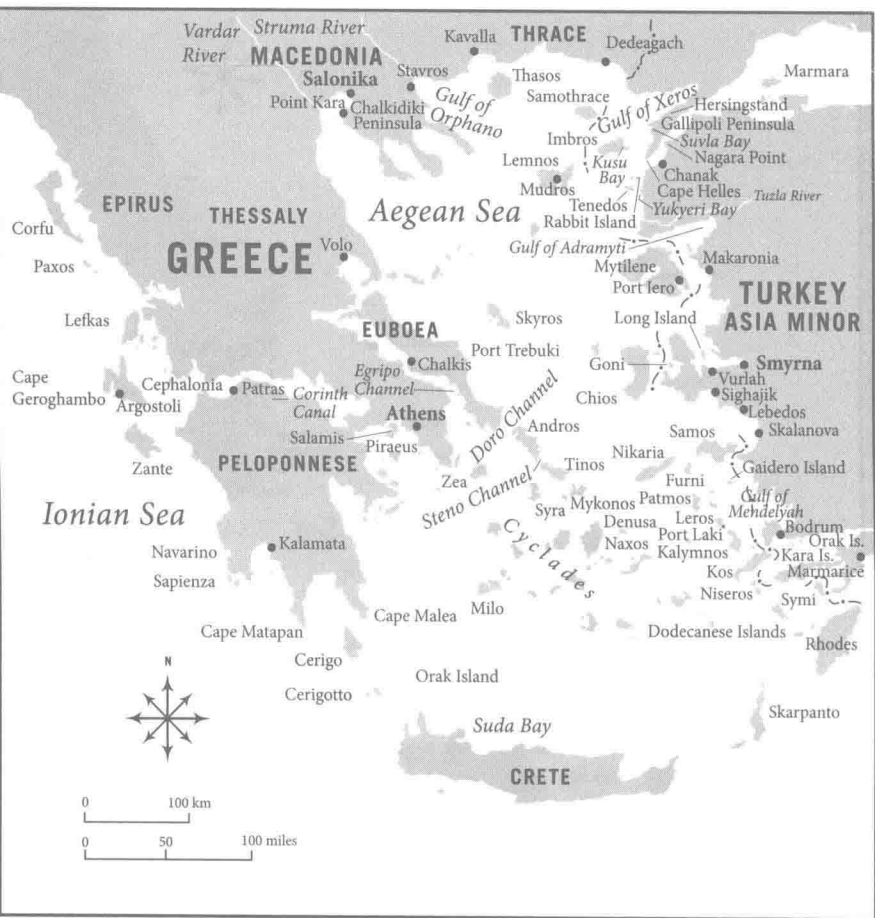 Vardar
River
Struma River
MACEDONIA
Salonika
Stavros
Kavalla
THRACE
Dedeagach
Thasos
Samothrace
Marmara
Point Kara
Chalkidiki
Peninsula
Gulf of
Orphano
Gulf of Xeros
Hersingstand
Gallipoli Peninsula
Suvla Bay
Nagara Point
Imbros
Kusu
Bay
Chanak
Cape Helles
Lemnos
Mudros
Tenedos
Rabbit Island
Yukyeri Bay
Tuzla River
EPIRUS
THESSALY
Aegean Sea
Corfu
GREECE
Volo
Gulf of Adramyti
Makaronia
Paxos
Mytilene
Port Iero
TURKEY
ASIA MINOR
Lefkas
EUBOEA
Skyros
Long Island
Port Trebuki
Chalkis
Goni
Smyrna
Egripo
Channel
Vurlah
Cape
Geroghambo
Cephalonia
Argostoli
Patras
Corinth
Canal
Athens
Chios
Sighajik
Lebedos
Doro Channel
Andros
Salamis
Piraeus
Samos
Skalanova
Zante
PELOPONNESE
Nikaria
Tinos
Gaidero Island
Zea
Steno Channel
Furni
Ionian Sea
Syra
Mykonos
Patmos
Gulf of
Mendelyah
Denusa
Leros
Bodrum
Navarino
Kalamata
Cyclades
Naxos
Port Laki
Kalymnos
Orak Is.
Kara Is.
Marmarice
Sapienza
Kos
Niseros
Symi
Cape Malea
Milo
Cape Matapan
Dodecanese Islands
Rhodes
Cerigo
N
Orak Island
Cerigotto
Skarpanto
Suda Bay
CRETE
0 100 km
0 50 100 miles